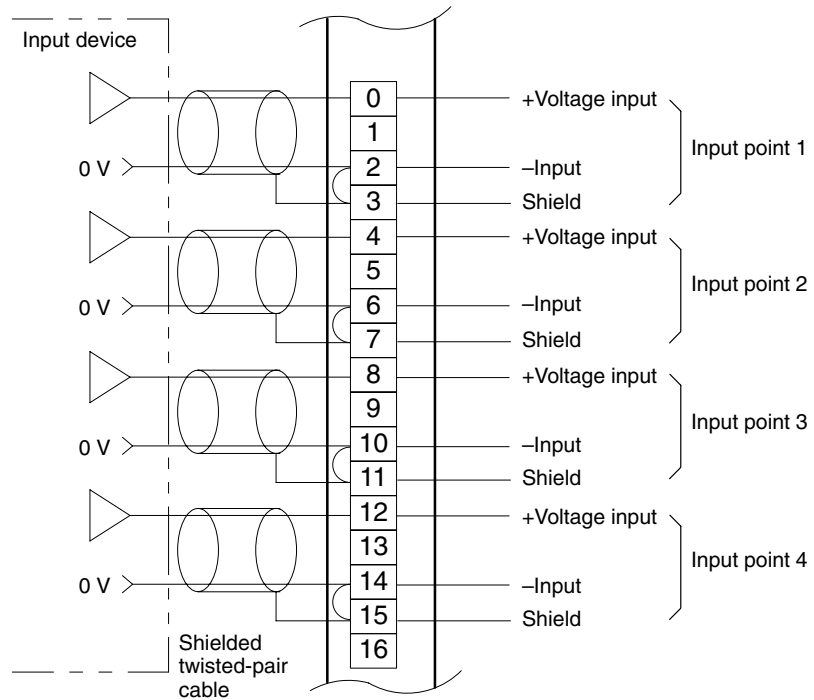 Input device
0 +Voltage input
1
Input point 1
0 V 2 –Input
3 Shield
4 +Voltage input
5
Input point 2
0 V 6 –Input
7 Shield
8 +Voltage input
9
Input point 3
0 V 10 –Input
11 Shield
12 +Voltage input
13
Input point 4
0 V 14 –Input
15 Shield
16
Shielded
twisted-pair
cable